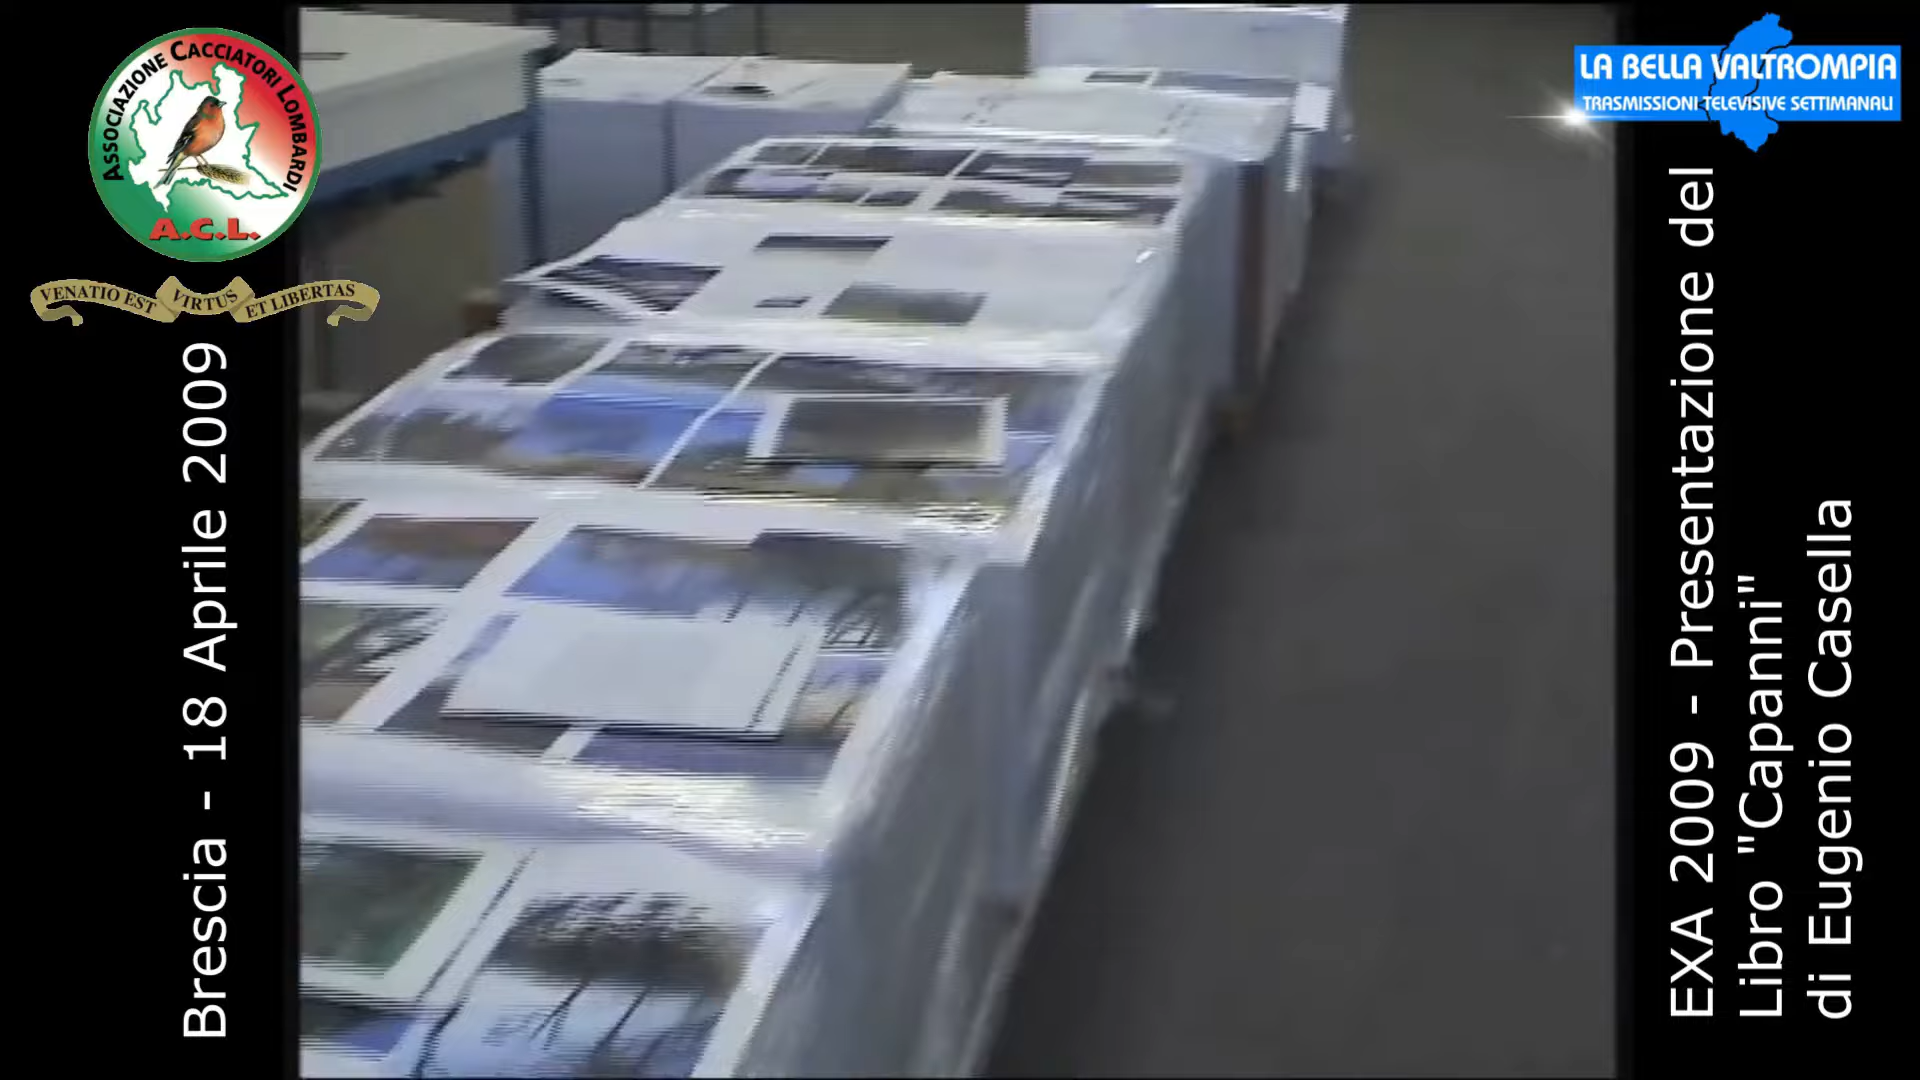 ASSOCIAZIONE CACCIATORI LOMBARDI
A.C.L.
VENATIO EST VIRTUS ET LIBERTAS
LA BELLA VALTROMPIA
TRASMISSIONI TELEVISIVE SETTIMANALI
Brescia - 18 Aprile 2009
EXA 2009 - Presentazione del
Libro "Capanni"
di Eugenio Casella